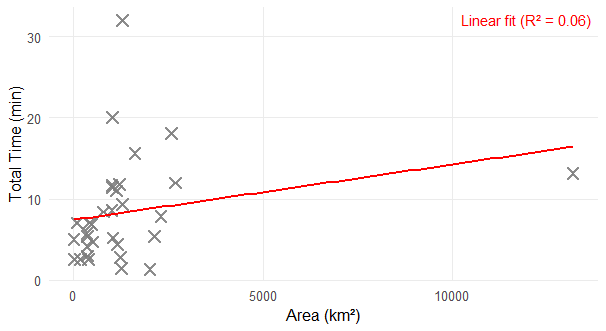 Linear fit (R² = 0.06)
30
20
10
0
Total Time (min)
0
5000
10000
Area (km²)